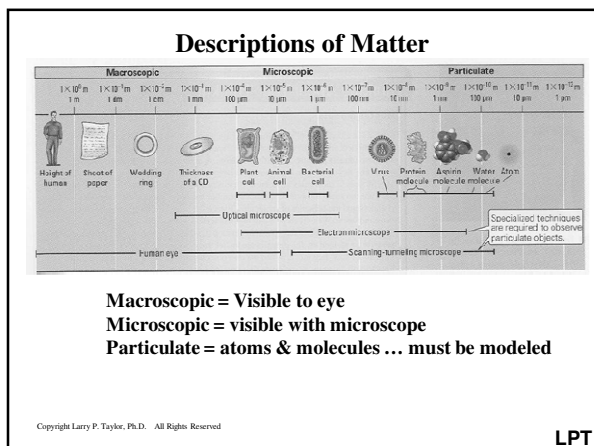 Descriptions of Matter
Macroscopic Microscopic Particulate
1 m 1 dm 1 cm 1 mm 100 μm 10 μm 1 μm 100 nm 10 nm 1 nm 10 μm 1 μm
Height of human
Sheet of paper
Wedding ring
Thickness of a CD
Plant cell
Animal cell
Bacterial cell
Virus
Protein molecule
Aspirin molecule
Water molecule
Atom
Optical microscope
Electron microscope
Specialized techniques
are required to observe
particulate objects.
Human eye
Scanning-tunneling microscope
Macroscopic = Visible to eye
Microscopic = visible with microscope
Particulate = atoms & molecules … must be modeled
Copyright Larry P. Taylor, Ph.D. All Rights Reserved
LPT